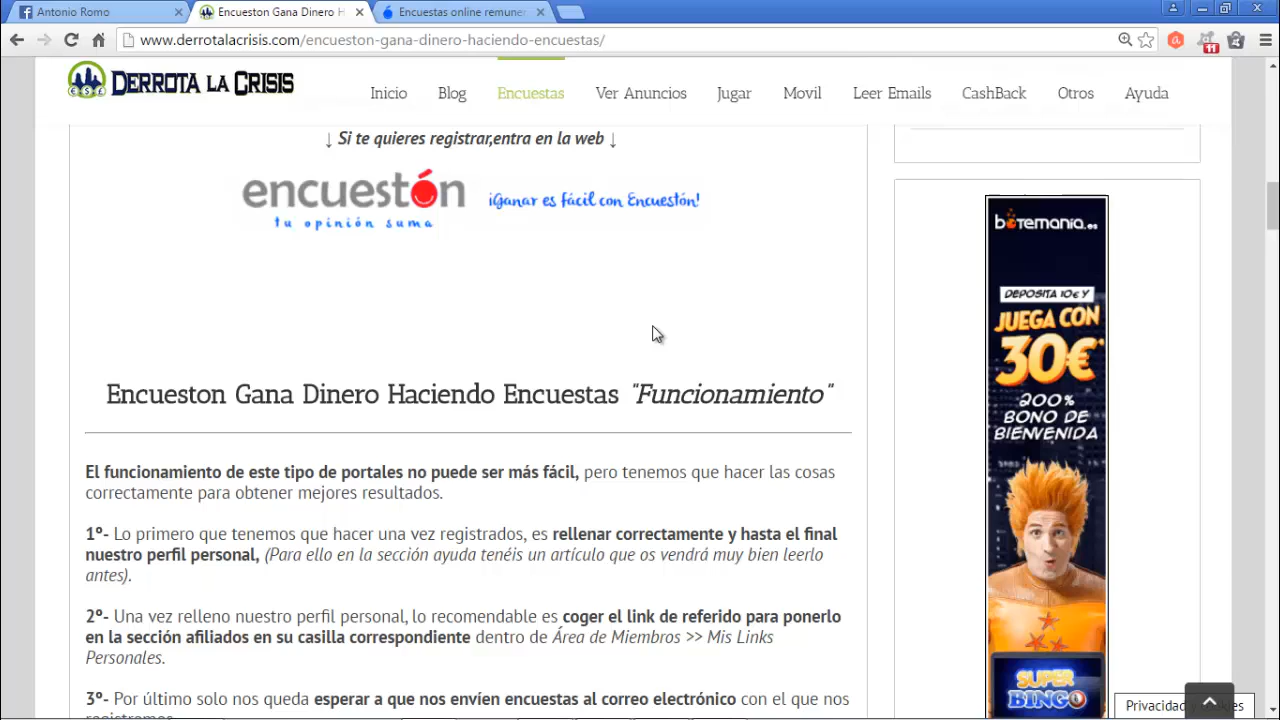 Antonio Romo
Encueston Gana Dinero H
Encuestas online remuner
www.derrotalacrisis.com/encueston-gana-dinero-haciendo-encuestas/
11
DERROTA LA CRISIS
Inicio
Blog
Encuestas
Ver Anuncios
Jugar
Movil
Leer Emails
CashBack
Otros
Ayuda
↓ Si te quieres registrar,entra en la web ↓
encuestón
tu opinión suma
¡Ganar es fácil con Encuestón!
Encueston Gana Dinero Haciendo Encuestas "Funcionamiento"
El funcionamiento de este tipo de portales no puede ser más fácil, pero tenemos que hacer las cosas
correctamente para obtener mejores resultados.
1º- Lo primero que tenemos que hacer una vez registrados, es rellenar correctamente y hasta el final
nuestro perfil personal, (Para ello en la sección ayuda tenéis un artículo que os vendrá muy bien leerlo
antes).
2º- Una vez relleno nuestro perfil personal, lo recomendable es coger el link de referido para ponerlo
en la sección afiliados en su casilla correspondiente dentro de Área de Miembros >> Mis Links
Personales.
3º- Por último solo nos queda esperar a que nos envíen encuestas al correo electrónico con el que nos
registremos
botemania.es
DEPOSITA 10€ Y
JUEGA CON
30€*
200%
BONO DE
BIENVENIDA
SUPER
BINGO
Privacidad y cookies